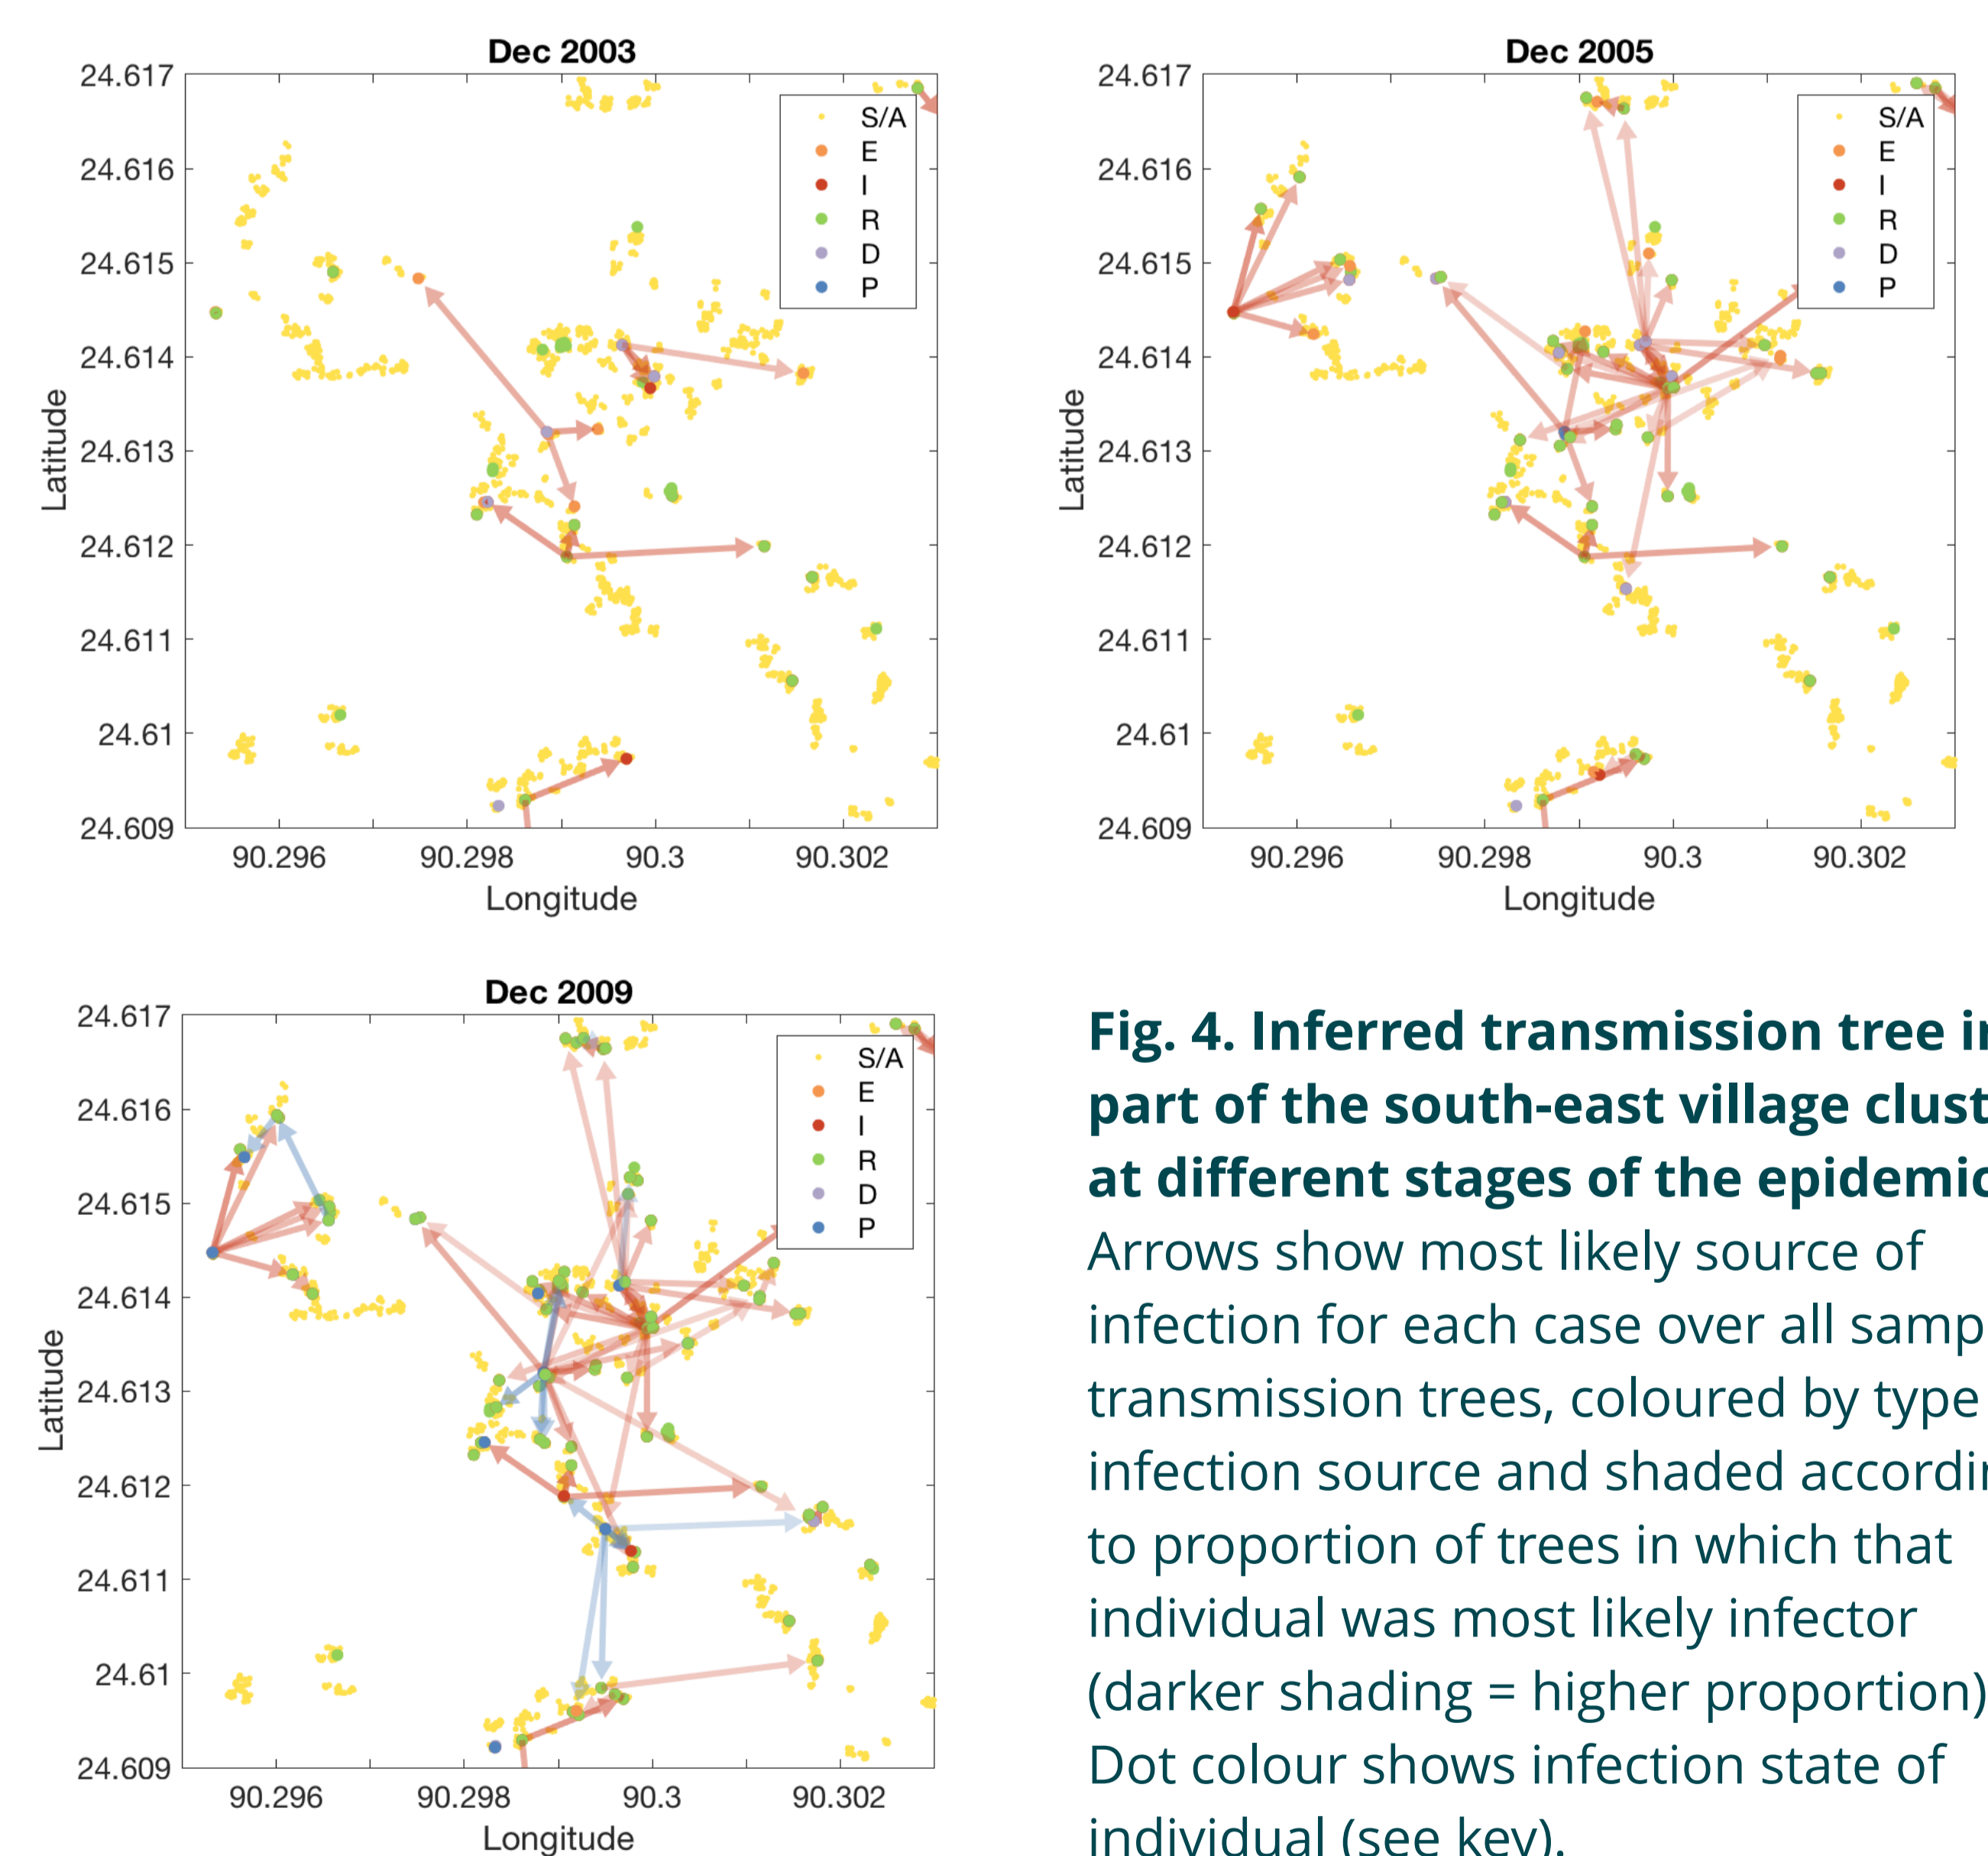 Dec 2003
24.617
24.616
24.615
24.614
24.613
24.612
24.611
24.61
24.609
Latitude
90.296
90.298
90.3
90.302
Longitude
S/A
E
I
R
D
P
Dec 2005
24.617
24.616
24.615
24.614
24.613
24.612
24.611
24.61
24.609
Latitude
90.296
90.298
90.3
90.302
Longitude
S/A
E
I
R
D
P
Dec 2009
24.617
24.616
24.615
24.614
24.613
24.612
24.611
24.61
24.609
Latitude
90.296
90.298
90.3
90.302
Longitude
S/A
E
I
R
D
P
Fig. 4. Inferred transmission tree in
part of the south-east village
at different stages of the epidemic
Arrows show most likely source of
infection for each case over all
transmission trees, coloured by type
infection source and shaded
to proportion of trees in which that
individual was most likely infector
(darker shading = higher proportion)
Dot colour shows infection state of
individual (see key).